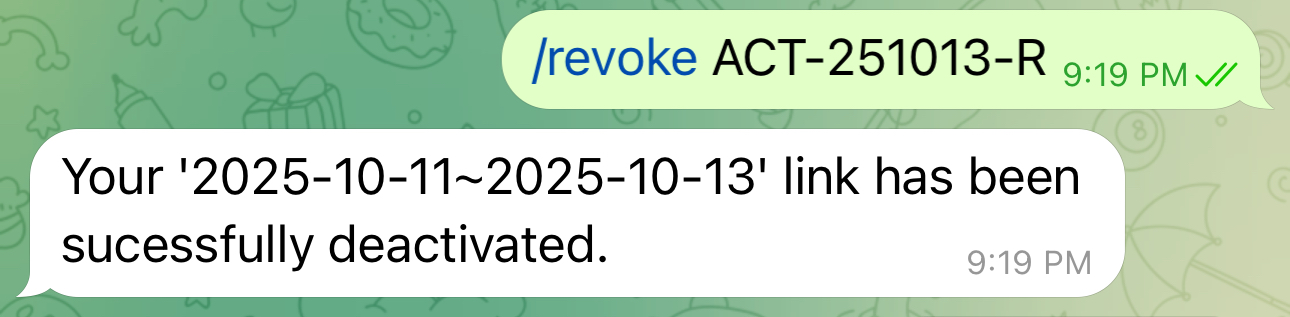 /revoke ACT-251013-R 9:19 PM
Your '2025-10-11~2025-10-13' link has been
sucessfully deactivated.
9:19 PM